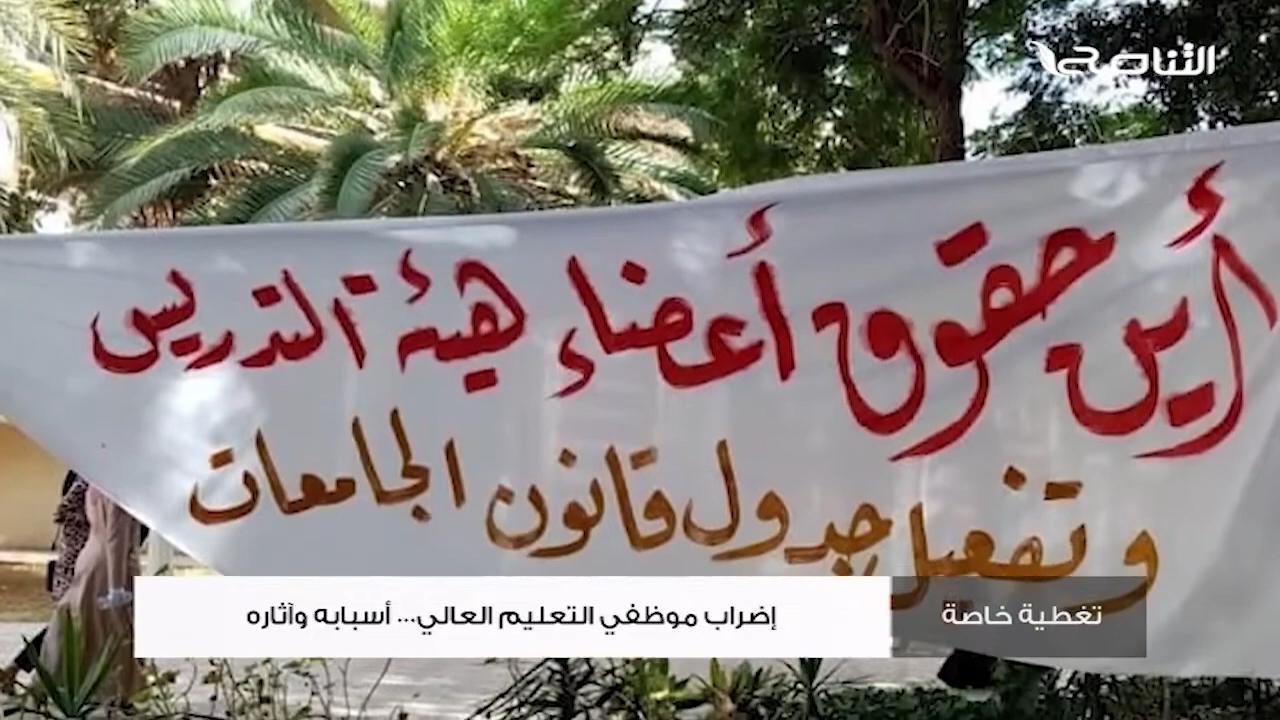 التناصح
أين حقوق أعضاء هيئة التدريس
وتفعيل جدول قانون الجامعات
تغطية خاصة
إضراب موظفي التعليم العالي... أسبابه وآثاره